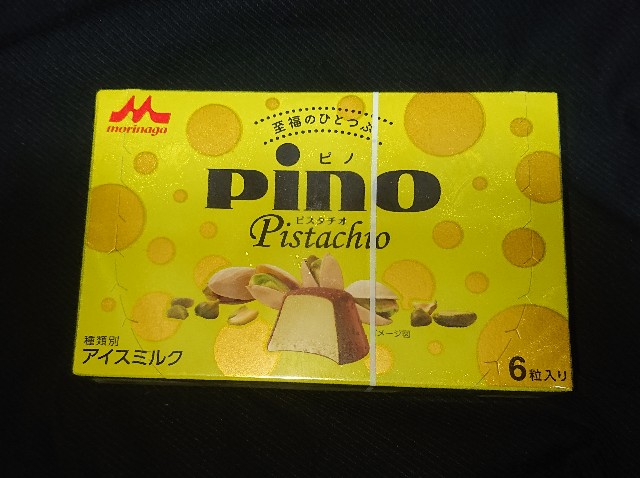 morinaga
至福のひとつぶ
ピノ
pino
ピスタチオ
Pistachio
イメージ図
種類別
アイスミルク
6粒入り